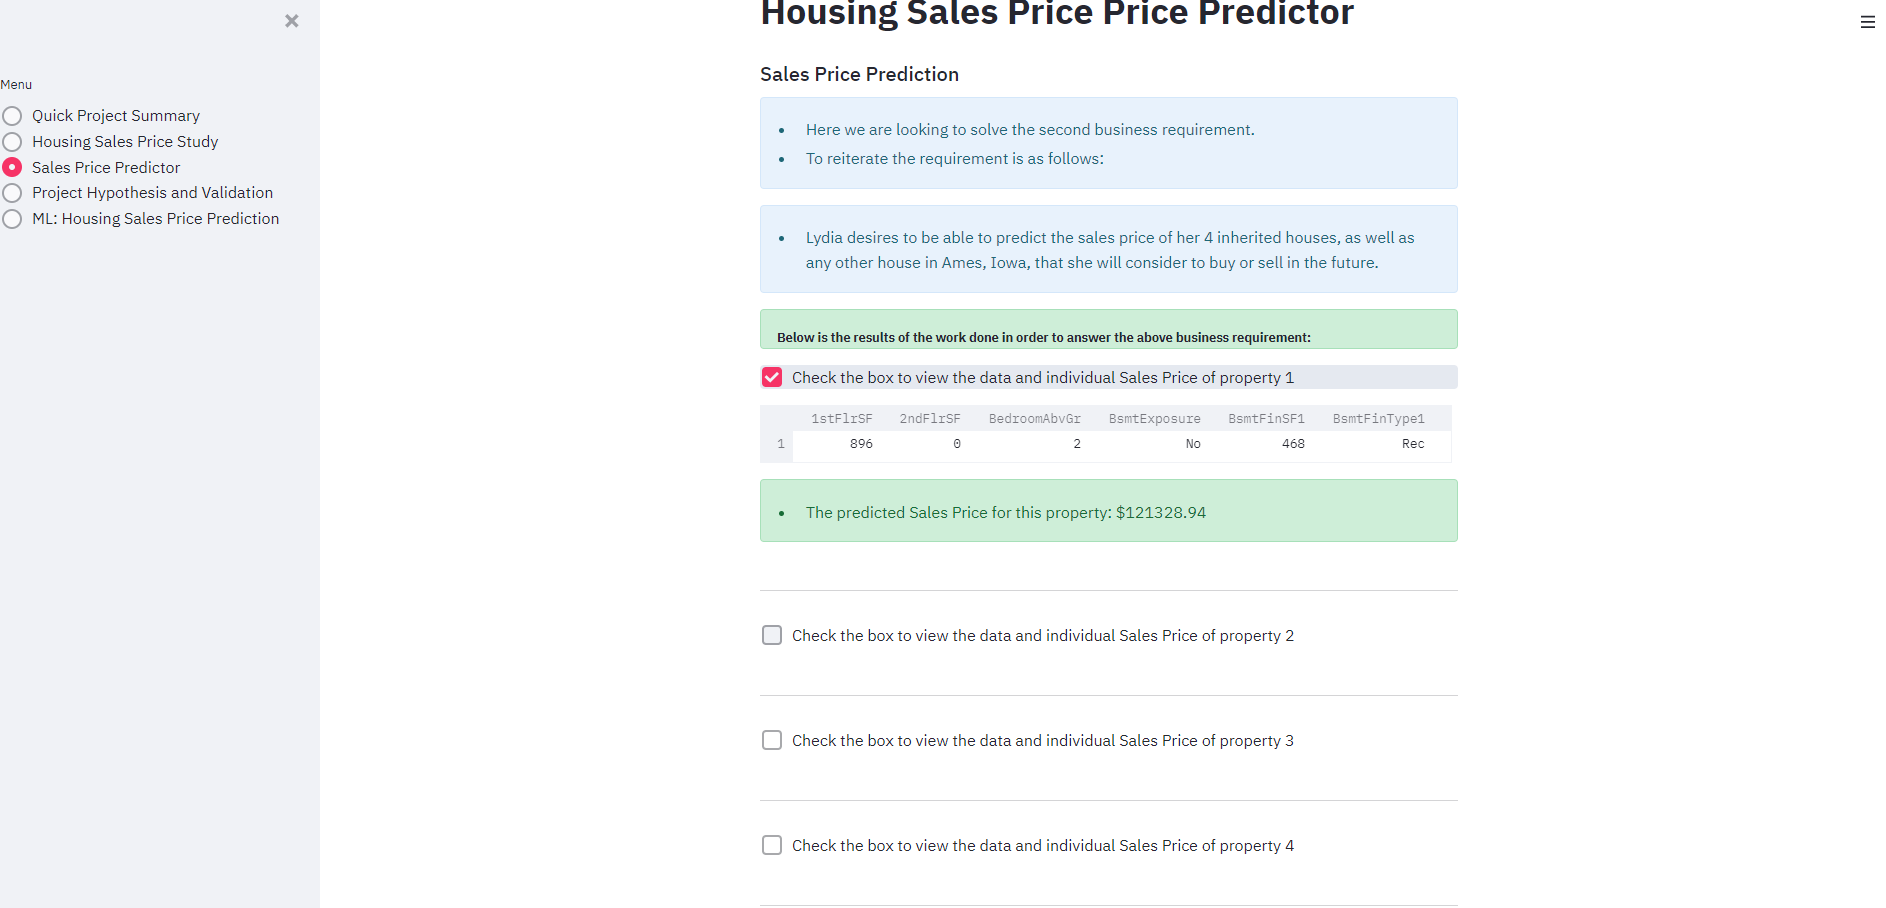 Menu
Quick Project Summary
Housing Sales Price Study
Sales Price Predictor
Project Hypothesis and Validation
ML: Housing Sales Price Prediction
Housing Sales Price Price Predictor
Sales Price Prediction
Here we are looking to solve the second business requirement.
To reiterate the requirement is as follows:
Lydia desires to be able to predict the sales price of her 4 inherited houses, as well as
any other house in Ames, Iowa, that she will consider to buy or sell in the future.
Below is the results of the work done in order to answer the above business requirement:
Check the box to view the data and individual Sales Price of property 1
1stFlrSF 2ndFlrSF BedroomAbvGr BsmtExposure BsmtFinSF1 BsmtFinType1
1 896 0 2 No 468 Rec
The predicted Sales Price for this property: $121328.94
Check the box to view the data and individual Sales Price of property 2
Check the box to view the data and individual Sales Price of property 3
Check the box to view the data and individual Sales Price of property 4